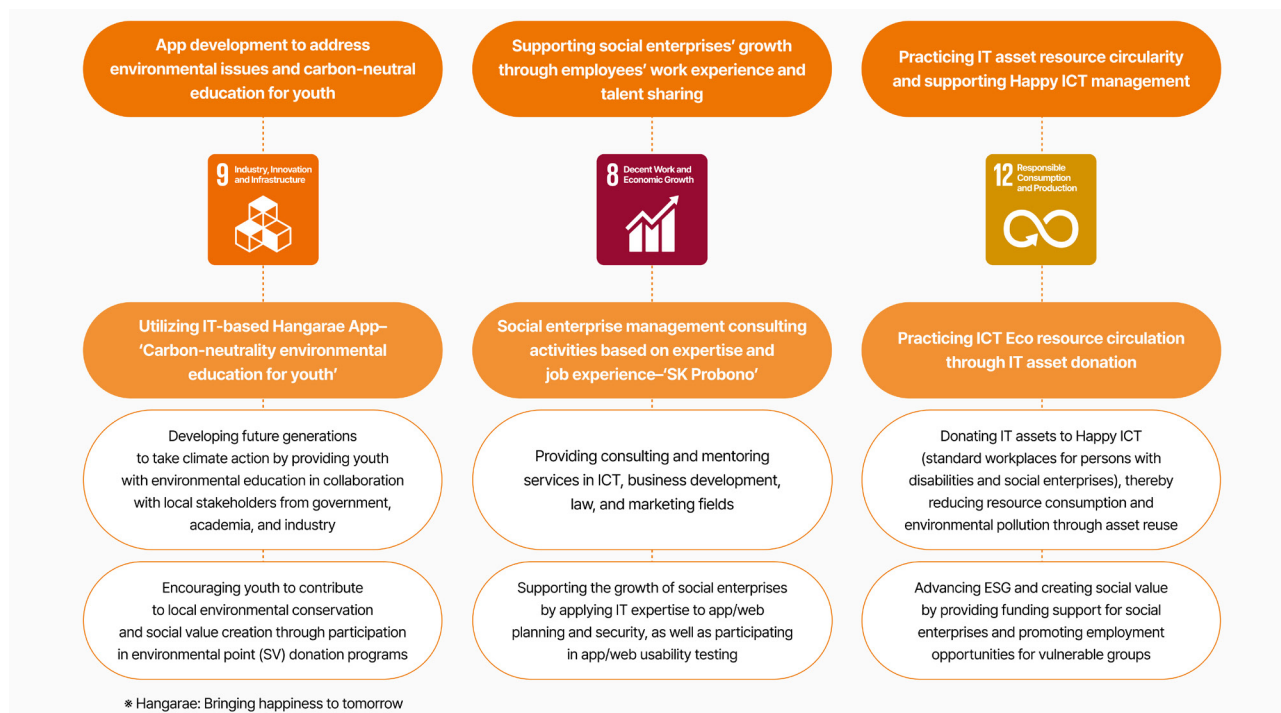 App development to address
environmental issues and carbon-neutral
education for youth
9
Industry, Innovation
and Infrastructure
Utilizing IT-based Hangarae App–
‘Carbon-neutrality environmental
education for youth’
Developing future generations
to take climate action by providing youth
with environmental education in collaboration
with local stakeholders from government,
academia, and industry
Encouraging youth to contribute
to local environmental conservation
and social value creation through participation
in environmental point (SV) donation programs
Supporting social enterprises’ growth
through employees’ work experience and
talent sharing
8
Decent Work and
Economic Growth
Social enterprise management consulting
activities based on expertise and
job experience–‘SK Probono’
Providing consulting and mentoring
services in ICT, business development,
law, and marketing fields
Supporting the growth of social enterprises
by applying IT expertise to app/web
planning and security, as well as participating
in app/web usability testing
Practicing IT asset resource circularity
and supporting Happy ICT management
12
Responsible
Consumption
and Production
Practicing ICT Eco resource circulation
through IT asset donation
Donating IT assets to Happy ICT
(standard workplaces for persons with
disabilities and social enterprises), thereby
reducing resource consumption and
environmental pollution through asset reuse
Advancing ESG and creating social value
by providing funding support for social
enterprises and promoting employment
opportunities for vulnerable groups
※ Hangarae: Bringing happiness to tomorrow